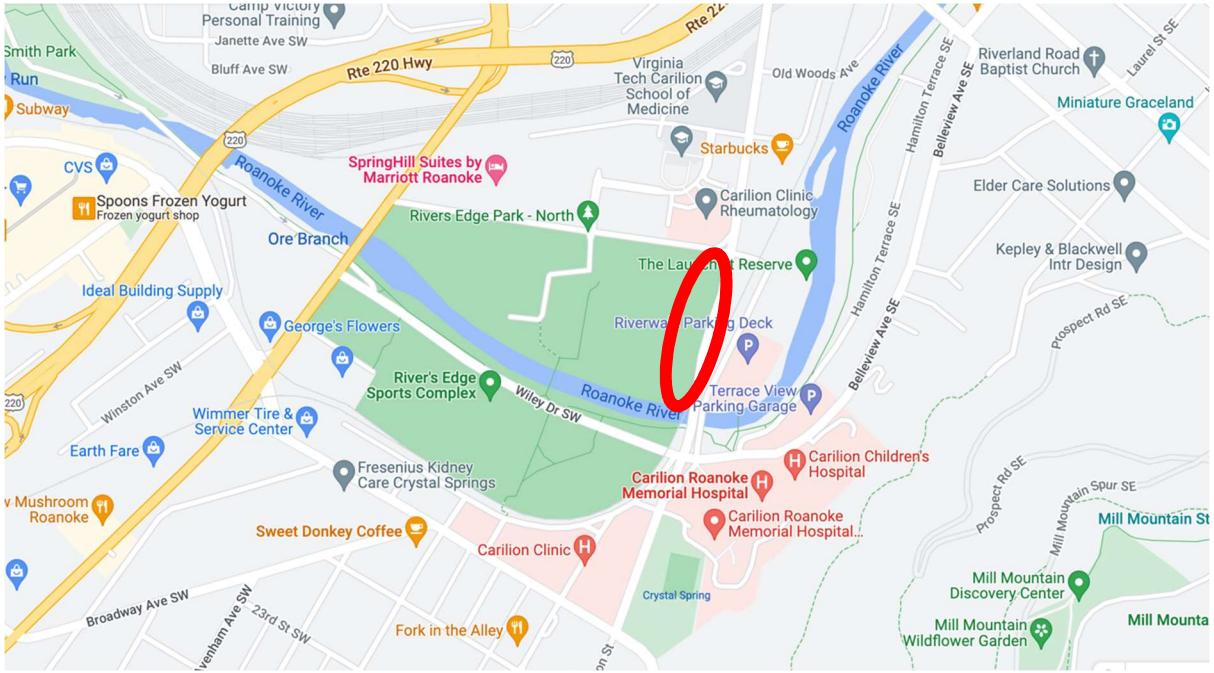 Camp Victory
Personal Training
Janette Ave SW
Bluff Ave SW
Smith Park
Run
Subway
CVS
Spoons Frozen Yogurt
Frozen yogurt shop
220
Rte 220 Hwy
220
Rte 22
Virginia
Tech Carilion
School of
Medicine
Old Woods Ave
Roanoke River
Hamilton Terrace SE
Belleview Ave SE
Riverland Road
Baptist Church
Laurel St SE
Miniature Graceland
Starbucks
SpringHill Suites by
Marriott Roanoke
Roanoke River
Ore Branch
Rivers Edge Park - North
Carilion Clinic
Rheumatology
Elder Care Solutions
Hamilton Terrace SE
Kepley & Blackwell
Intr Design
Reserve
Ideal Building Supply
George's Flowers
Parking Deck
P
Prospect Rd SE
Belleview Ave SE
Winston Ave SW
River's Edge
Sports Complex
Wiley Dr SW
Roanoke River
Terrace View
Parking Garage
P
220
Wimmer Tire &
Service Center
Earth Fare
Fresenius Kidney
Care Crystal Springs
Carilion Roanoke
Memorial Hospital
H
Carilion Children's
Hospital
H
Prospect Rd SE
Mill Mountain Spur SE
Mushroom
Roanoke
Sweet Donkey Coffee
Carilion Clinic
H
Carilion Roanoke
Memorial Hospital...
Mill Mountain St
Crystal Spring
Mill Mountain
Discovery Center
Broadway Ave SW
23rd St SW
Fork in the Alley
Mill Mountain
Wildflower Garden
Mill Mounta